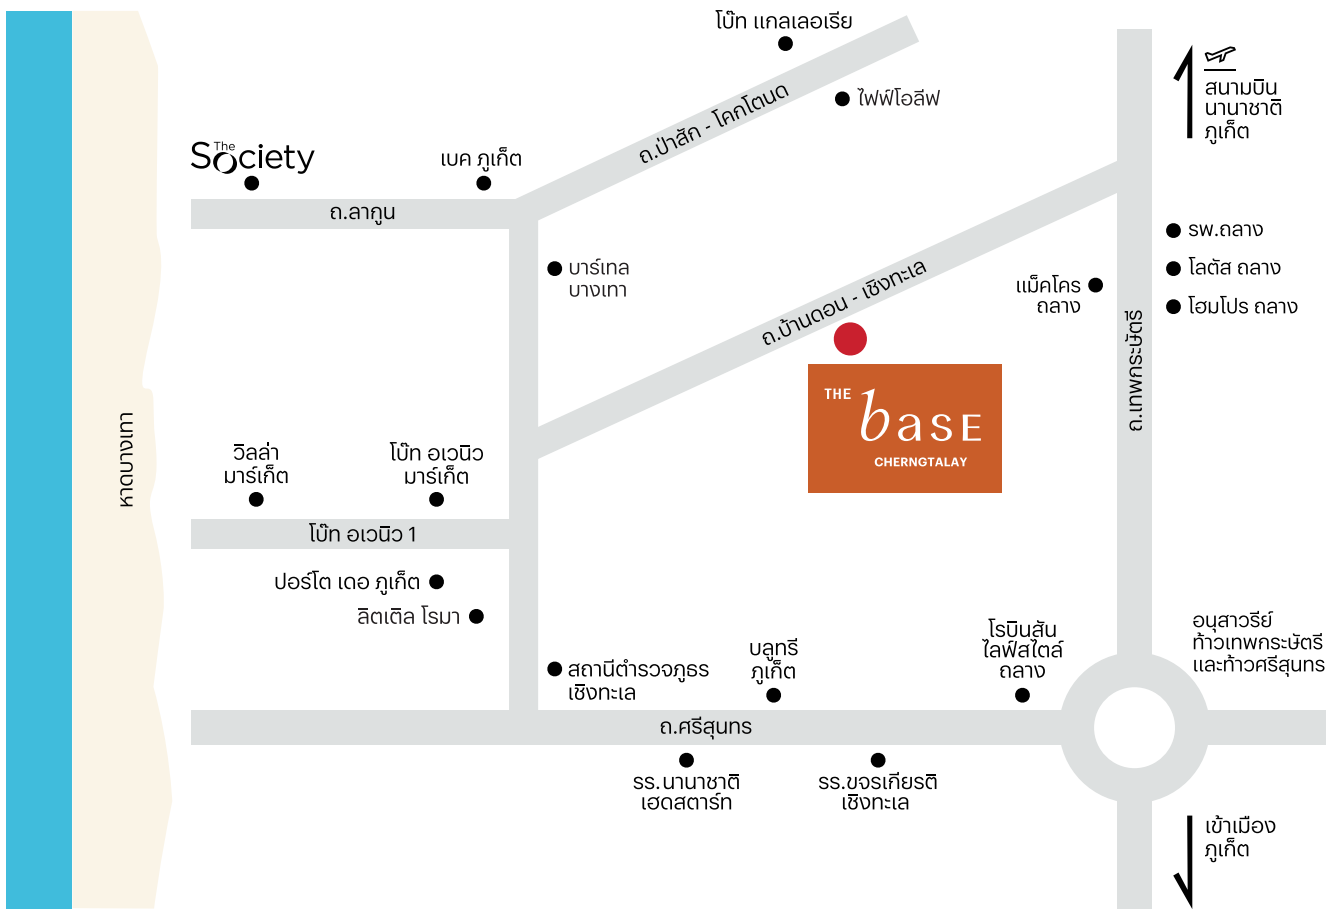 โบ๊ท แกลเลอเรีย
ไฟฟ์โอลีฟ
ถ.ป่าสัก - โคกโตนด
สนามบิน
นานาชาติ
ภูเก็ต
The
Society
เบค ภูเก็ต
ถ.ลากูน
บาร์เทล
บางเทา
รพ.ถลาง
โลตัส ถลาง
โฮมโปร ถลาง
แม็คโคร
ถลาง
ถ.บ้านดอน - เชิงทะเล
ถ.เทพกระษัตรี
THE
base
CHERNGTALAY
หาดบางเทา
วิลล่า
มาร์เก็ต
โบ๊ท อเวนิว
มาร์เก็ต
โบ๊ท อเวนิว 1
ปอร์โต เดอ ภูเก็ต
ลิตเติล โรมา
สถานีตำรวจภูธร
เชิงทะเล
บลูทรี
ภูเก็ต
โรบินสัน
ไลฟ์สไตล์
ถลาง
อนุสาวรีย์
ท้าวเทพกระษัตรี
และท้าวศรีสุนทร
ถ.ศรีสุนทร
รร.นานาชาติ
เฮดสตาร์ท
รร.ขจรเกียรติ
เชิงทะเล
เข้าเมือง
ภูเก็ต